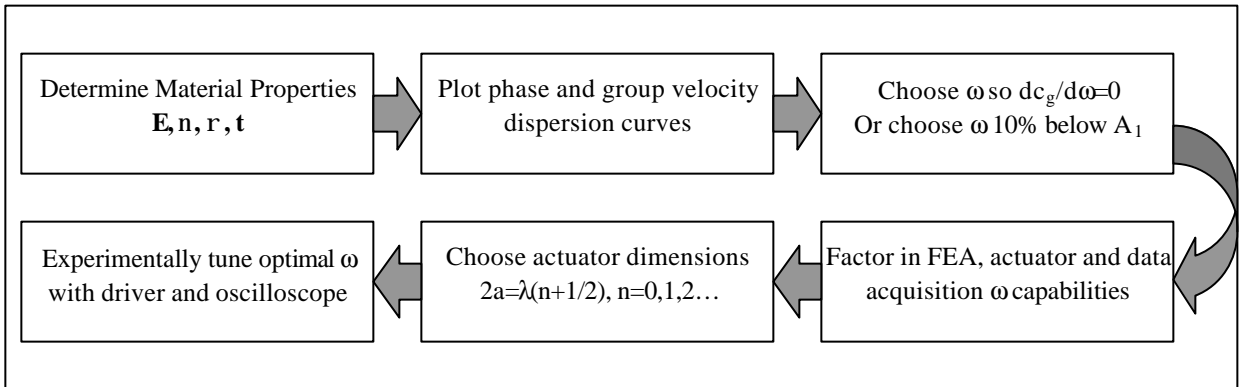 Determine Material Properties
E, n, r, t
Plot phase and group velocity
dispersion curves
Choose ω so dcg/dω=0
Or choose ω 10% below A1
Factor in FEA, actuator and data
acquisition ω capabilities
Choose actuator dimensions
2a=λ(n+1/2), n=0,1,2…
Experimentally tune optimal ω
with driver and oscilloscope